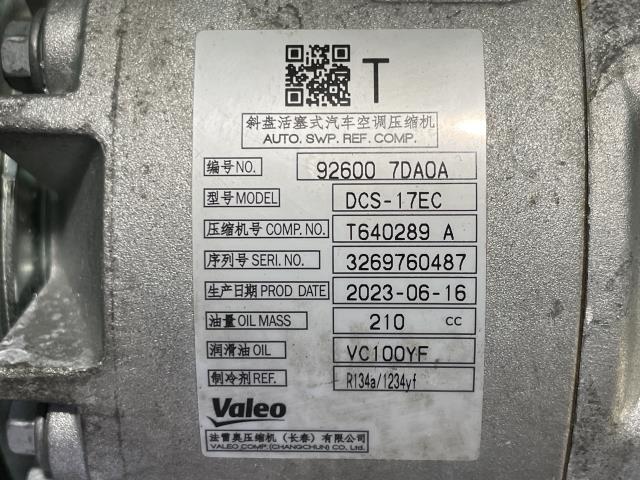 T
斜盘活塞式汽车空调压缩机
AUTO. SWP. REF. COMP.
编号NO. 92600 7DA0A
型号MODEL DCS-17EC
压缩机号COMP.NO. T640289 A
序列号SERI. NO. 3269760487
生产日期PROD DATE 2023-06-16
油量OIL MASS 210 cc
润滑油OIL VC100YF
制冷剂REF. R134a/1234yf
Valeo
法雷奥压缩机（长春）有限公司
VALEO COMP.(CHANGCHUN) CO. Ltd.